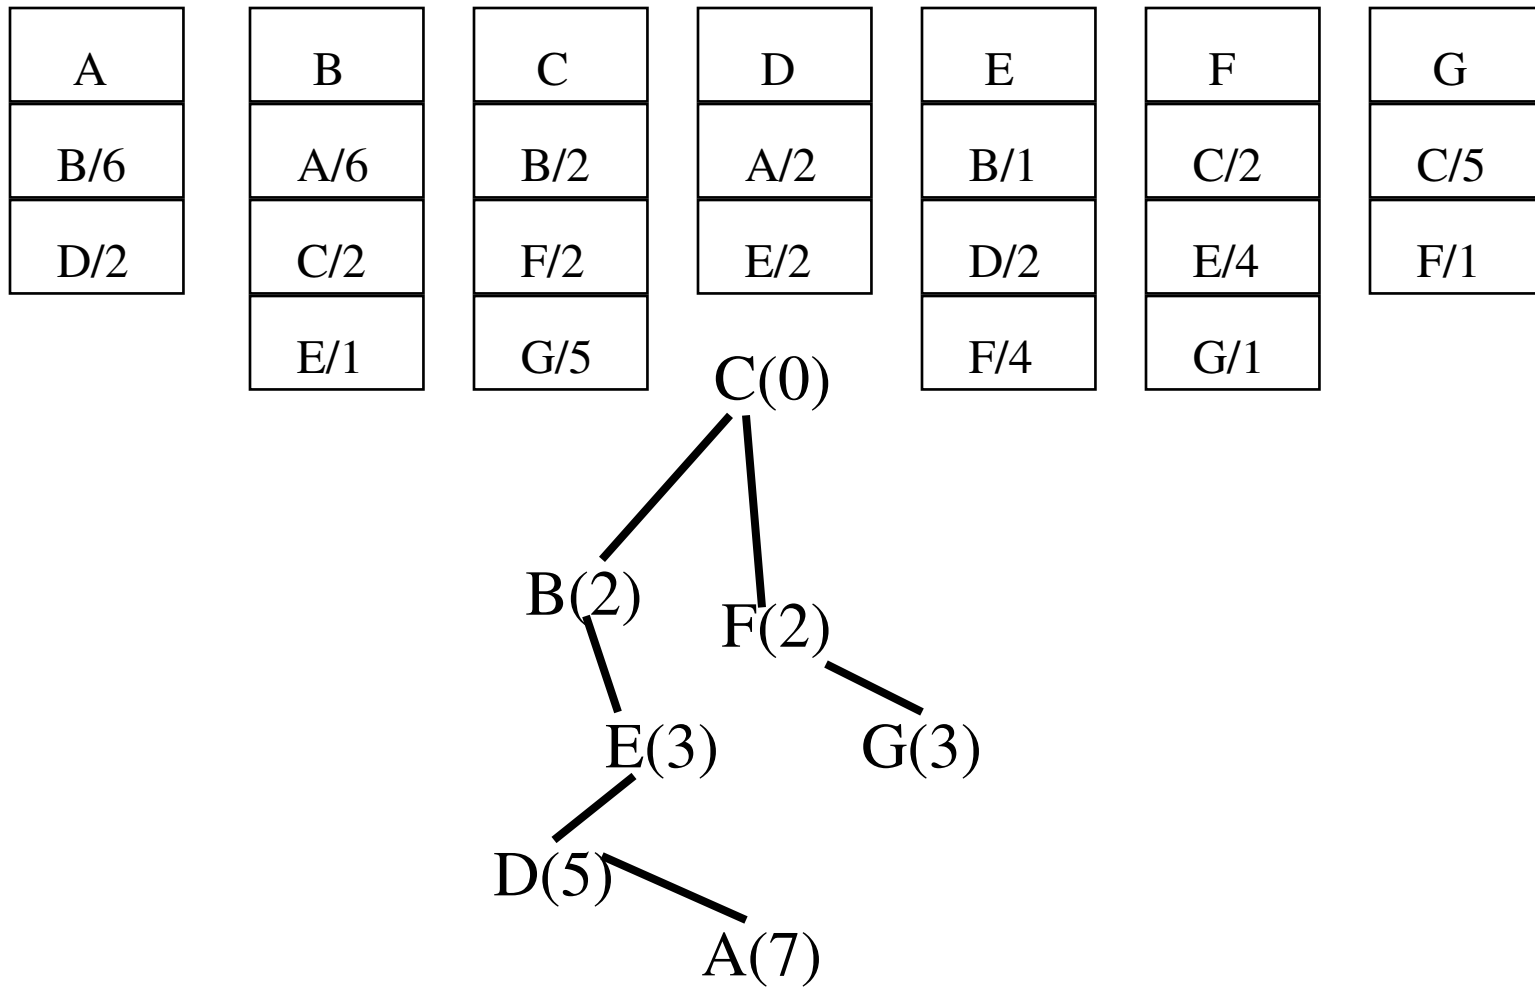 A B C D E F G
B/6 A/6 B/2 A/2 B/1 C/2 C/5
D/2 C/2 F/2 E/2 D/2 E/4 F/1
E/1 G/5 F/4 G/1
C(0)
B(2) F(2)
E(3) G(3)
D(5)
A(7)